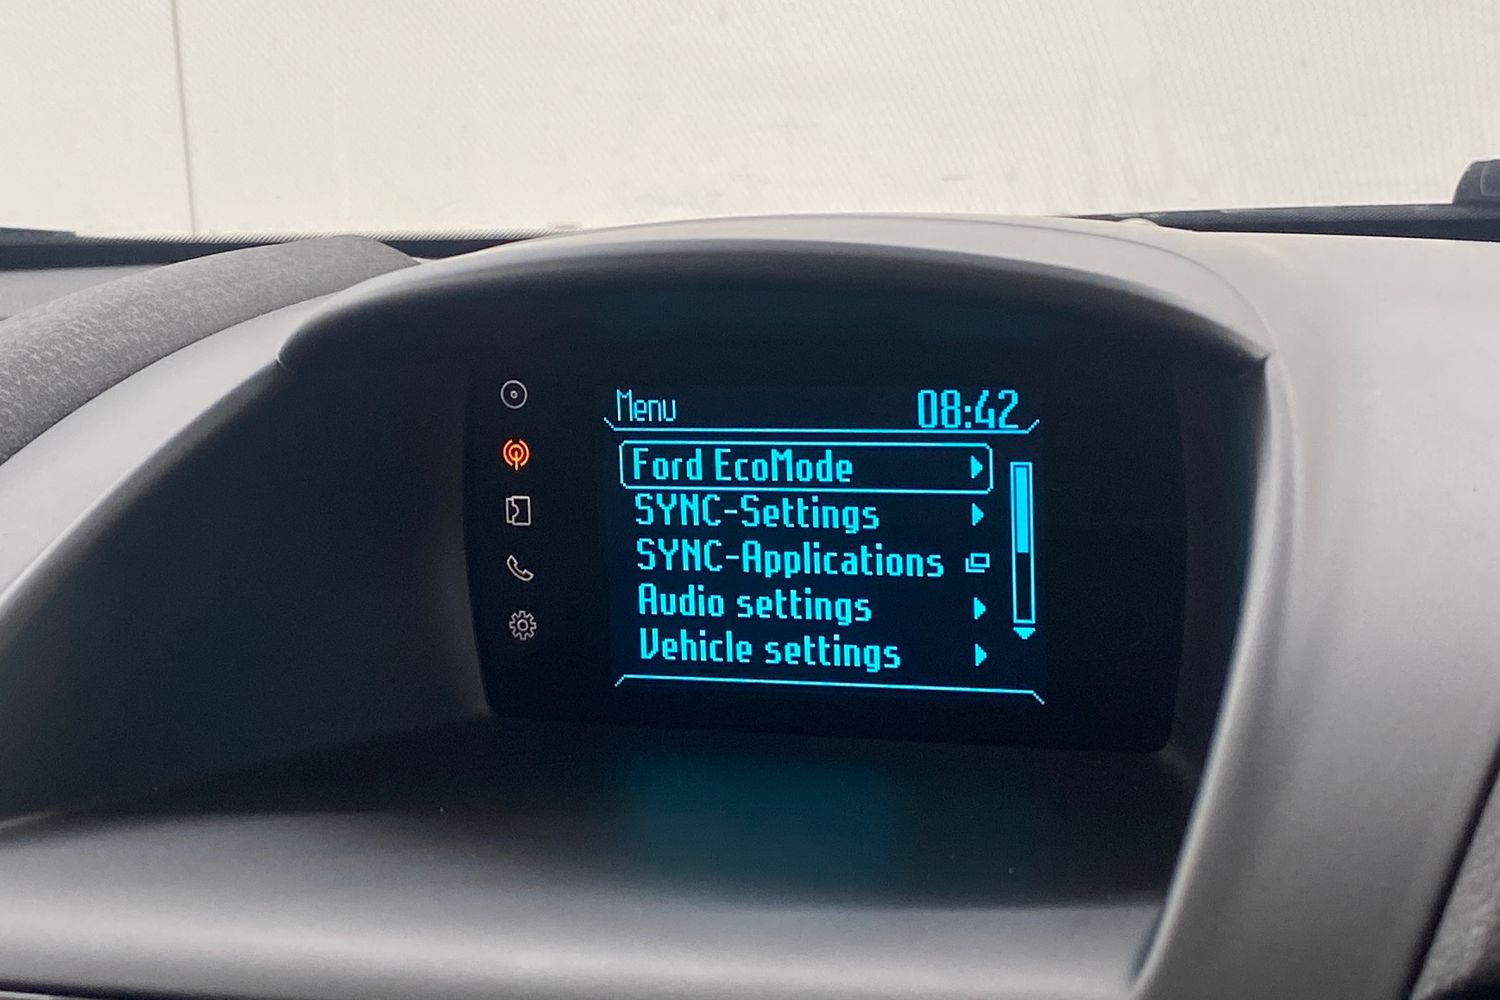 Menu 08:42
Ford EcoMode
SYNC-Settings
SYNC-Applications
Audio settings
Vehicle settings